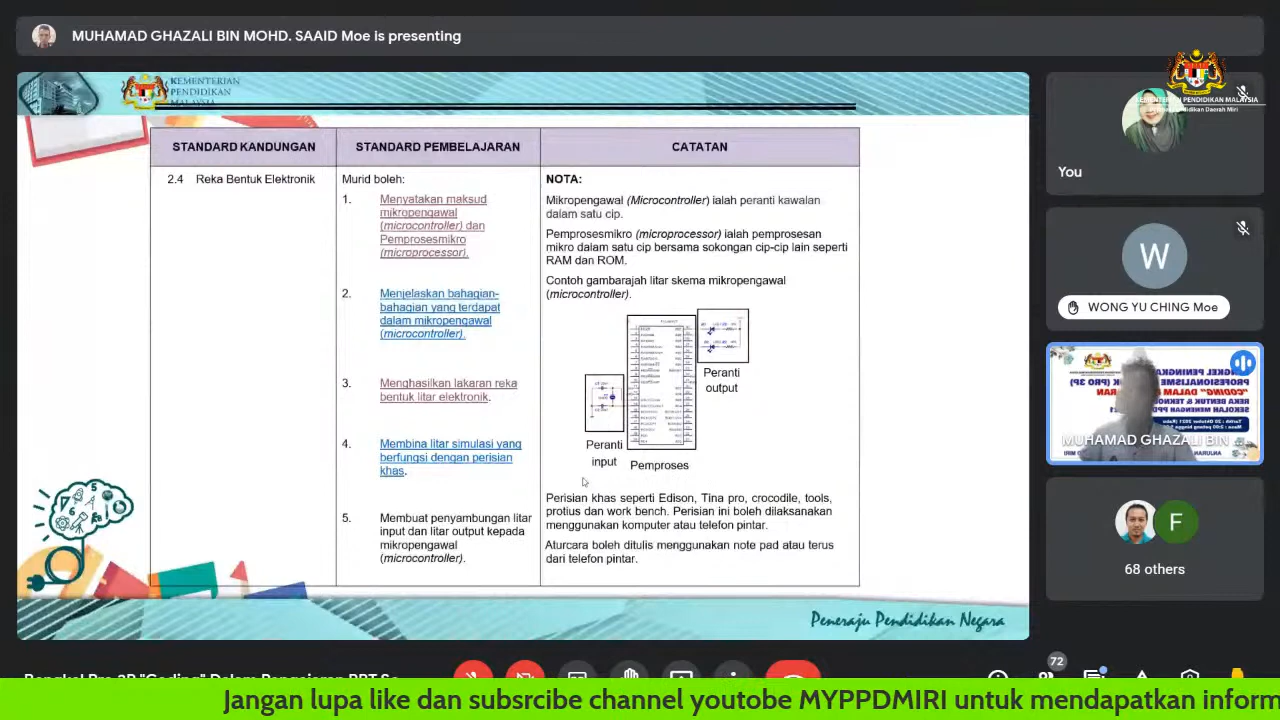 MUHAMAD GHAZALI BIN MOHD. SAAID Moe is presenting
KEMENTERIAN
PENDIDIKAN
MALAYSIA
STANDARD KANDUNGAN
STANDARD PEMBELAJARAN
CATATAN
2.4 Reka Bentuk Elektronik
Murid boleh:
1. Menyatakan maksud
mikropengawal
(microcontroller) dan
Pemprosesmikro
(microprocessor).
2. Menjelaskan bahagian-
bahagian yang terdapat
dalam mikropengawal
(microcontroller).
3. Menghasilkan lakaran reka
bentuk litar elektronik.
4. Membina litar simulasi yang
berfungsi dengan perisian
khas.
5. Membuat penyambungan litar
input dan litar output kepada
mikropengawal
(microcontroller).
NOTA:
Mikropengawal (Microcontroller) ialah peranti kawalan
dalam satu cip.
Pemprosesmikro (microprocessor) ialah pemprosesan
mikro dalam satu cip bersama sokongan cip-cip lain seperti
RAM dan ROM.
Contoh gambarajah litar skema mikropengawal
(microcontroller).
Peranti
output
Peranti
input
Pemproses
Perisian khas seperti Edison, Tina pro, crocodile, tools,
protius dan work bench. Perisian ini boleh dilaksanakan
menggunakan komputer atau telefon pintar.
Aturcara boleh ditulis menggunakan note pad atau terus
dari telefon pintar.
Peneraju Pendidikan Negara
KEMENTERIAN PENDIDIKAN MALAYSIA
Pendidikan Daerah Miri
You
W
WONG YU CHING Moe
MUHAMAD GHAZALI BIN
F
68 others
72
Jangan lupa like dan subsrcibe channel youtobe MYPPDMIRI untuk mendapatkan inform